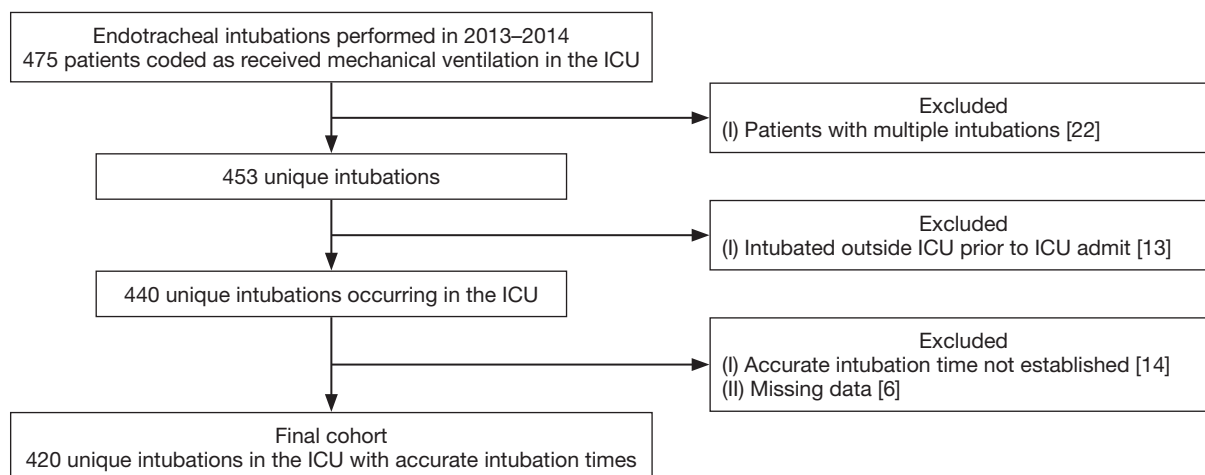 Endotracheal intubations performed in 2013–2014
475 patients coded as received mechanical ventilation in the ICU
Excluded
(I) Patients with multiple intubations [22]
453 unique intubations
Excluded
(I) Intubated outside ICU prior to ICU admit [13]
440 unique intubations occurring in the ICU
Excluded
(I) Accurate intubation time not established [14]
(II) Missing data [6]
Final cohort
420 unique intubations in the ICU with accurate intubation times